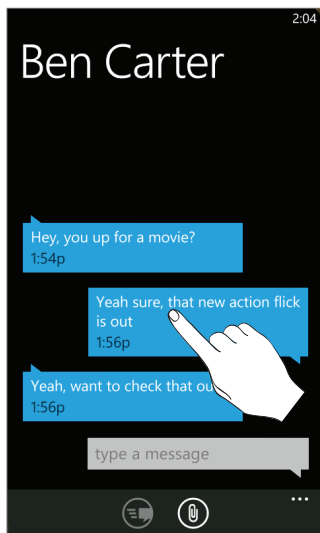 2:04
Ben Carter
Hey, you up for a movie?
1:54p
Yeah sure, that new action flick
is out
1:56p
Yeah, want to check that
1:56p
type a message